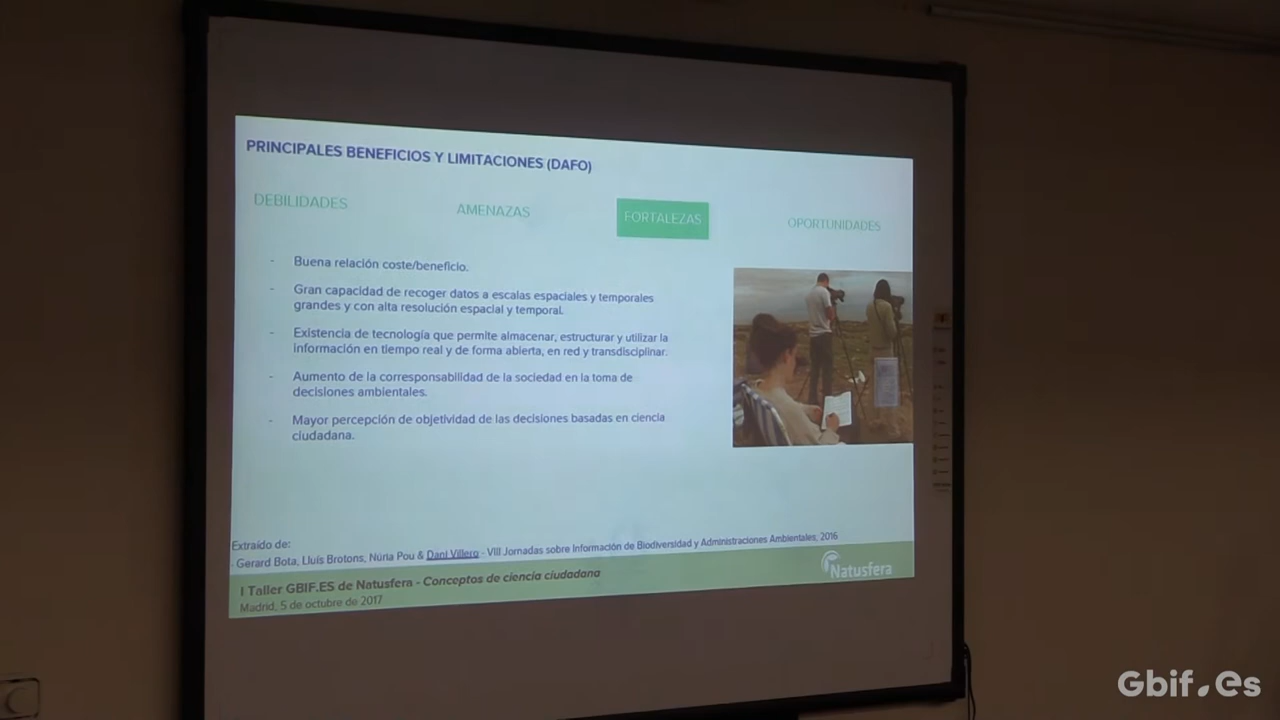 PRINCIPALES BENEFICIOS Y LIMITACIONES (DAFO)
DEBILIDADES
AMENAZAS
FORTALEZAS
OPORTUNIDADES
- Buena relación coste/beneficio.
- Gran capacidad de recoger datos a escalas espaciales y temporales
grandes y con alta resolución espacial y temporal.
- Existencia de tecnología que permite almacenar, estructurar y utilizar la
información en tiempo real y de forma abierta, en red y transdisciplinar.
- Aumento de la corresponsabilidad de la sociedad en la toma de
decisiones ambientales.
- Mayor percepción de objetividad de las decisiones basadas en ciencia
ciudadana.
Extraído de:
- Gerard Bota, Lluís Brotons, Núria Pou & Dani Villero - VIII Jornadas sobre Información de Biodiversidad y Administraciones Ambientales, 2016
I Taller GBIF.ES de Natusfera - Conceptos de ciencia ciudadana
Madrid, 5 de octubre de 2017
Natusfera
Gbif.es